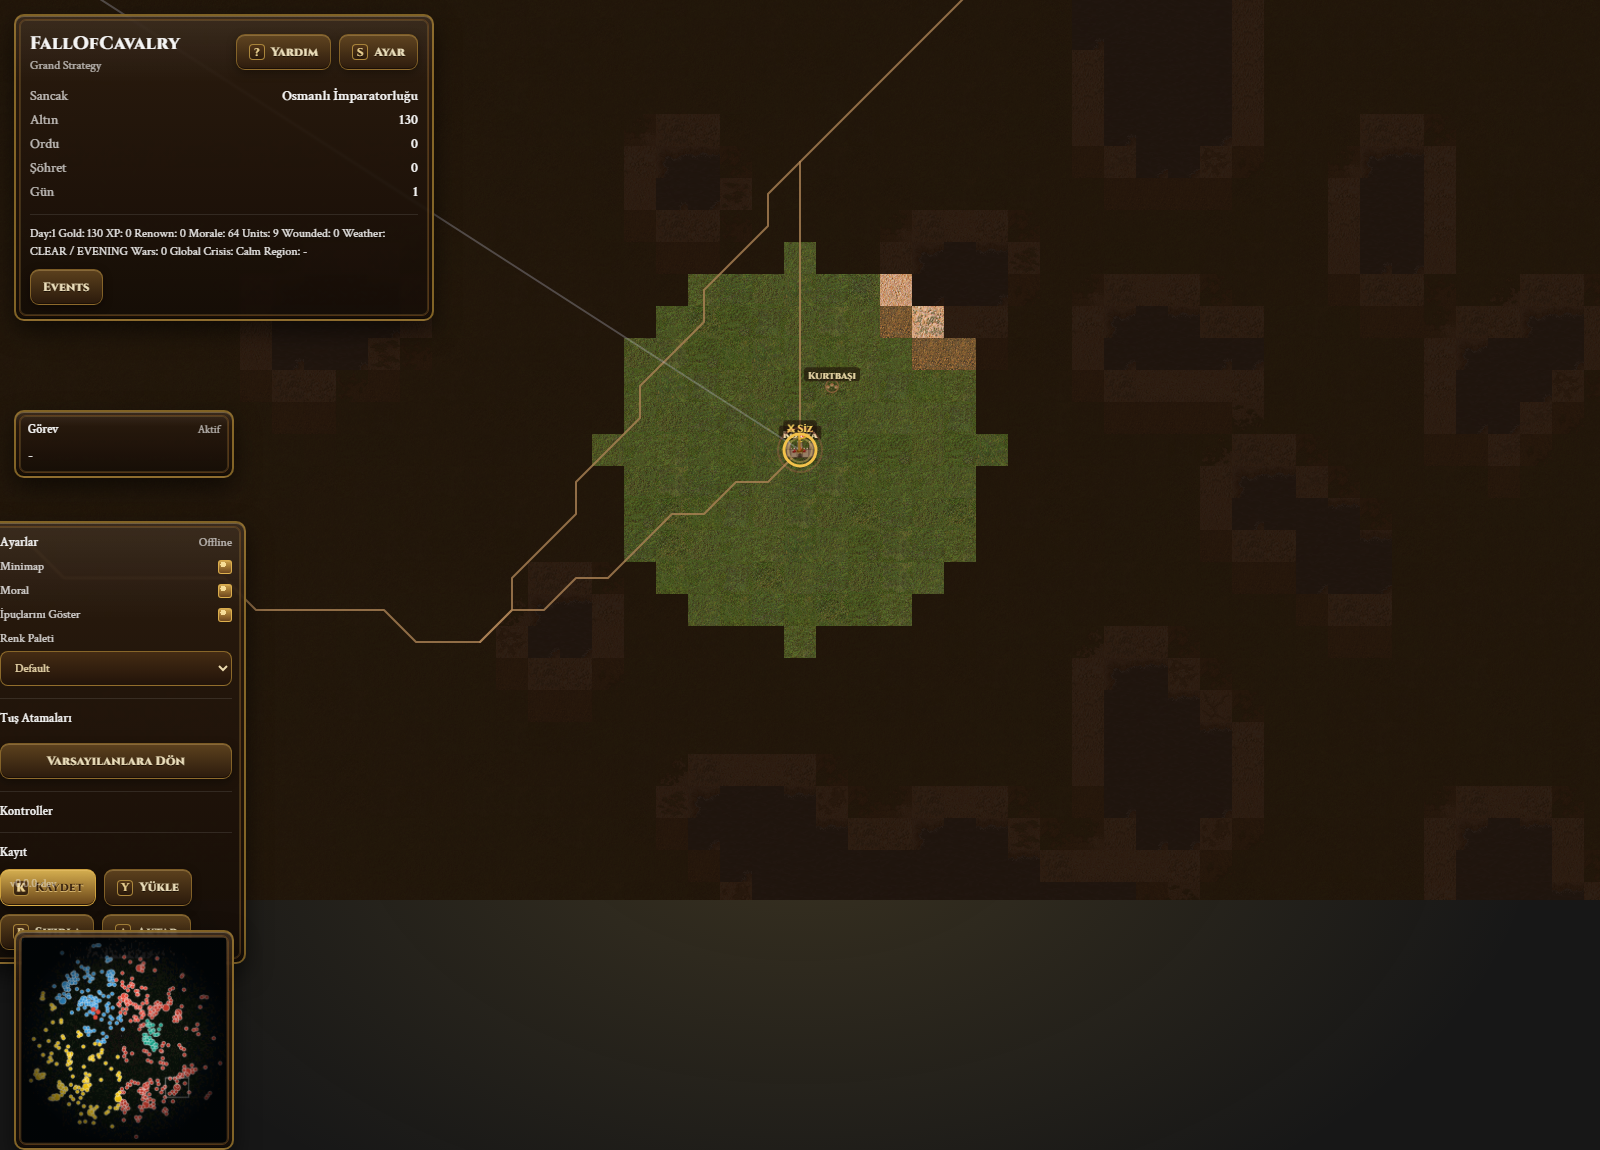 FallOfCavalry
Grand Strategy
? Yardım
S Ayar
Sancak Osmanlı İmparatorluğu
Altın 130
Ordu 0
Şöhret 0
Gün 1
Day:1 Gold: 130 XP: 0 Renown: 0 Morale: 64 Units: 9 Wounded: 0 Weather:
CLEAR / EVENING Wars: 0 Global Crisis: Calm Region: -
Events
Kurtbaşı
Siz
Görev Aktif
-
Ayarlar Offline
Minimap
Moral
İpuçlarını Göster
Renk Paleti
Default
Tuş Atamaları
Varsayılanlara Dön
Kontroller
Kayıt
K Kaydet
Y Yükle